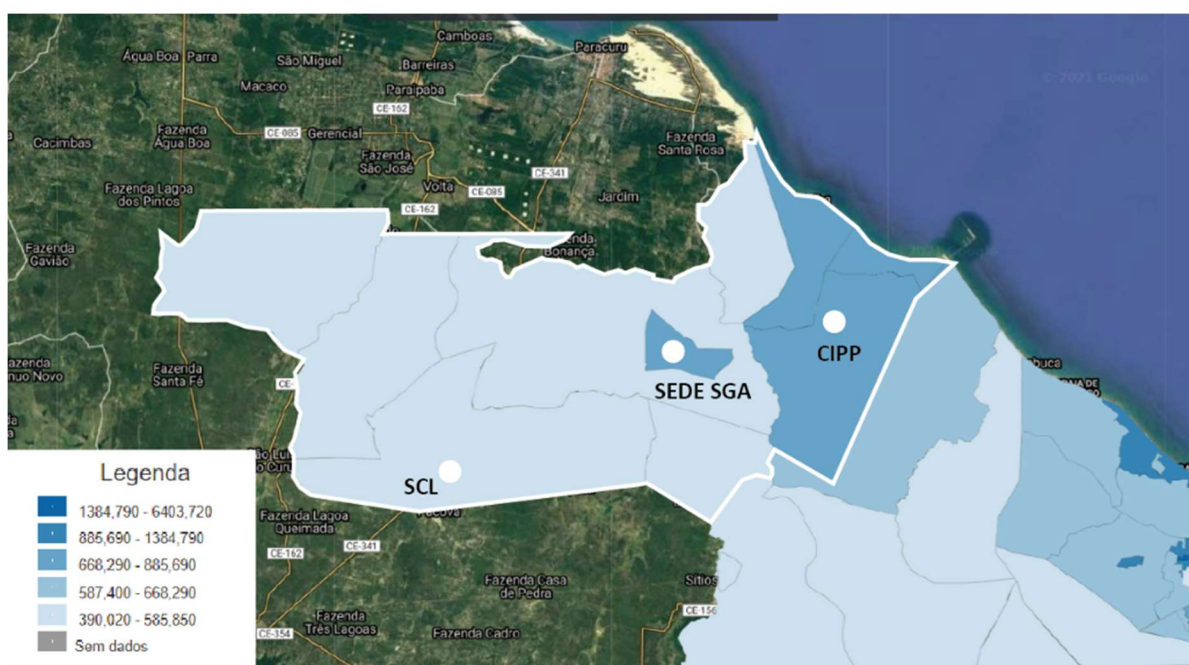 Camboas
Paracuru
Água Boa
Parra
São Miguel
Barreiras
Macaco
Paraipaba
CE-162
© 2021 Google
Cacimbas
Fazenda
Água Boa
CE-085
Gerencial
Fazenda
Santa Rosa
Fazenda
São José
CE-341
Fazenda Lagoa
dos Pintos
Volta
CE-085
Jardim
CE-162
Fazenda
Gavião
Bonança
CIPP
SEDE SGA
Fazenda
Santa Fé
SCL
Fazenda Lagoa
Queimada
CE-162
CE-341
Fazenda Casa
de Pedra
Sítios
CE-156
Fazenda
Três Lagoas
CE-354
Fazenda Cadro
Legenda
1384,790 - 6403,720
885,690 - 1384,790
668,290 - 885,690
587,400 - 668,290
390,020 - 585,850
Sem dados